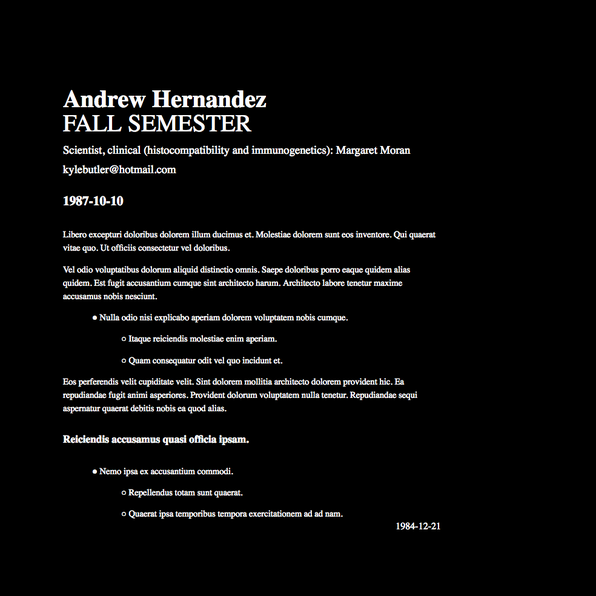 Andrew Hernandez
FALL SEMESTER
Scientist, clinical (histocompatibility and immunogenetics): Margaret Moran
kylebutler@hotmail.com
1987-10-10
Libero excepturi doloribus dolorem illum ducimus et. Molestiae dolorem sunt eos inventore. Qui quaerat
vitae quo. Ut officiis consectetur vel doloribus.
Vel odio voluptatibus dolorum aliquid distinctio omnis. Saepe doloribus porro eaque quidem alias
quidem. Est fugit accusantium cumque sint architecto harum. Architecto labore tenetur maxime
accusamus nobis nesciunt.
● Nulla odio nisi explicabo aperiam dolorem voluptatem nobis cumque.
○ Itaque reiciendis molestiae enim aperiam.
○ Quam consequatur odit vel quo incidunt et.
Eos perferendis velit cupiditate velit. Sint dolorem mollitia architecto dolorem provident hic. Ea
repudiandae fugit animi asperiores. Provident dolorum voluptatem nulla tenetur. Repudiandae sequi
aspernatur quaerat debitis nobis ea quod alias.
Reiciendis accusamus quasi officia ipsam.
● Nemo ipsa ex accusantium commodi.
○ Repellendus totam sunt quaerat.
○ Quaerat ipsa temporibus tempora exercitationem ad ad nam.
1984-12-21